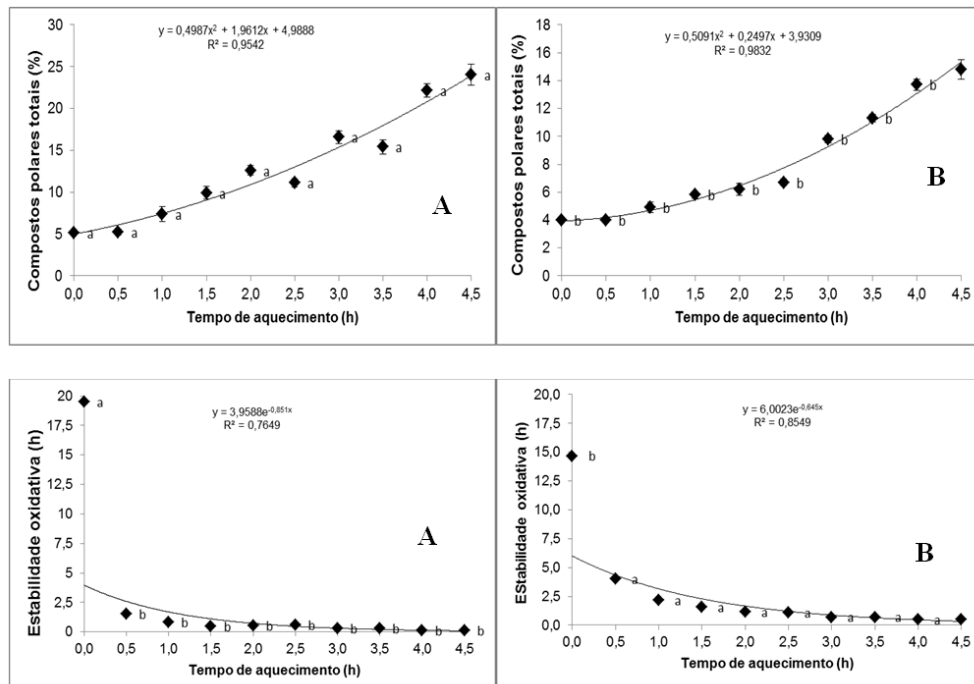 y = 0,4987x² + 1,9612x + 4,9888
R² = 0,9542
Compostos polares totais (%)
30
25
20
15
10
5
0
a a a a a a a a a a
A
0,0 0,5 1,0 1,5 2,0 2,5 3,0 3,5 4,0 4,5
Tempo de aquecimento (h)
y = 0,5091x² + 0,2497x + 3,9309
R² = 0,9832
Compostos polares totais (%)
18
16
14
12
10
8
6
4
2
0
b b b b b b b b b b
B
0,0 0,5 1,0 1,5 2,0 2,5 3,0 3,5 4,0 4,5
Tempo de aquecimento (h)
y = 3,9588e⁻⁰,⁸⁵¹ˣ
R² = 0,7649
Estabilidade oxidativa (h)
20
17,5
15
12,5
10
7,5
5
2,5
0
a b b b b b b b b b
A
0,0 0,5 1,0 1,5 2,0 2,5 3,0 3,5 4,0 4,5
Tempo de aquecimento (h)
y = 6,0023e⁻⁰,⁶⁴⁵ˣ
R² = 0,8549
EStabilidade oxidativa (h)
20,0
17,5
15,0
12,5
10,0
7,5
5,0
2,5
0,0
b a a a a a a a a a
B
0,0 0,5 1,0 1,5 2,0 2,5 3,0 3,5 4,0 4,5
Tempo de aquecimento (h)